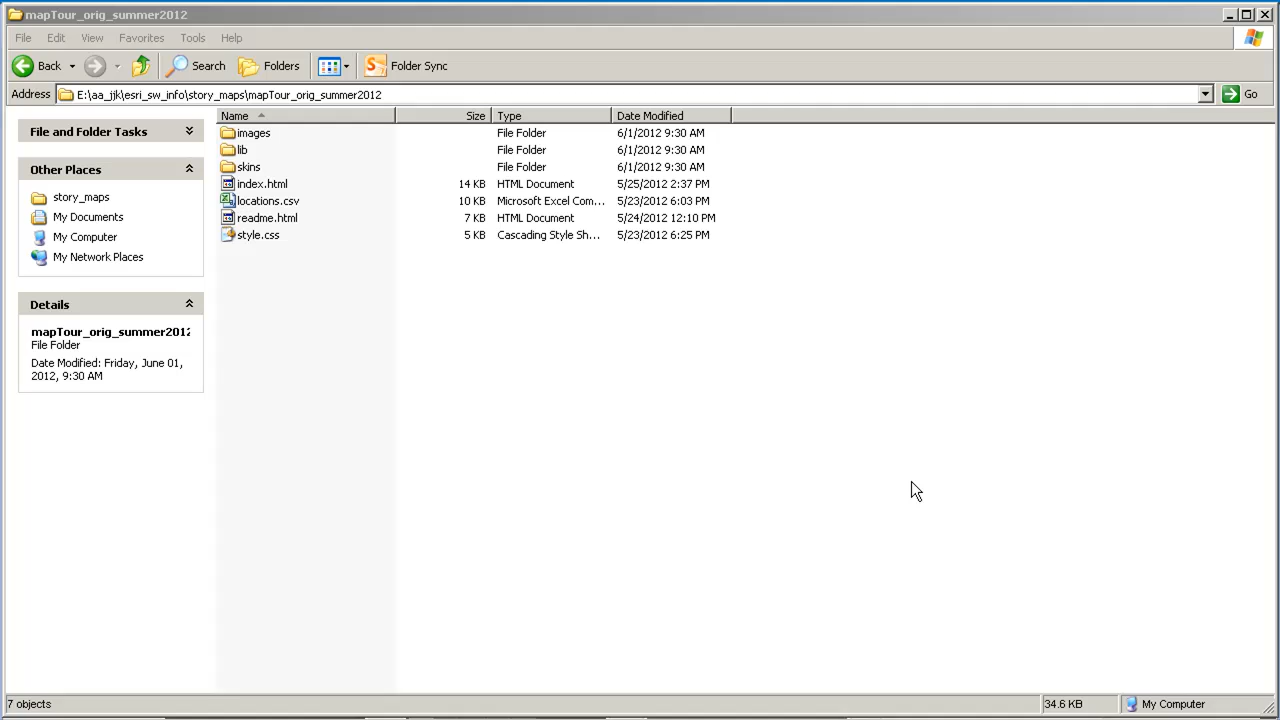 mapTour_orig_summer2012
File Edit View Favorites Tools Help
Back Search Folders Folder Sync
Address E:\aa_jjk\esri_sw_info\story_maps\mapTour_orig_summer2012 Go
Name Size Type Date Modified
images File Folder 6/1/2012 9:30 AM
lib File Folder 6/1/2012 9:30 AM
skins File Folder 6/1/2012 9:30 AM
index.html 14 KB HTML Document 5/25/2012 2:37 PM
locations.csv 10 KB Microsoft Excel Com... 5/23/2012 6:03 PM
readme.html 7 KB HTML Document 5/24/2012 12:10 PM
style.css 5 KB Cascading Style Sh... 5/23/2012 6:25 PM
File and Folder Tasks
Other Places
story_maps
My Documents
My Computer
My Network Places
Details
mapTour_orig_summer2012
File Folder
Date Modified: Friday, June 01,
2012, 9:30 AM
7 objects 34.6 KB My Computer